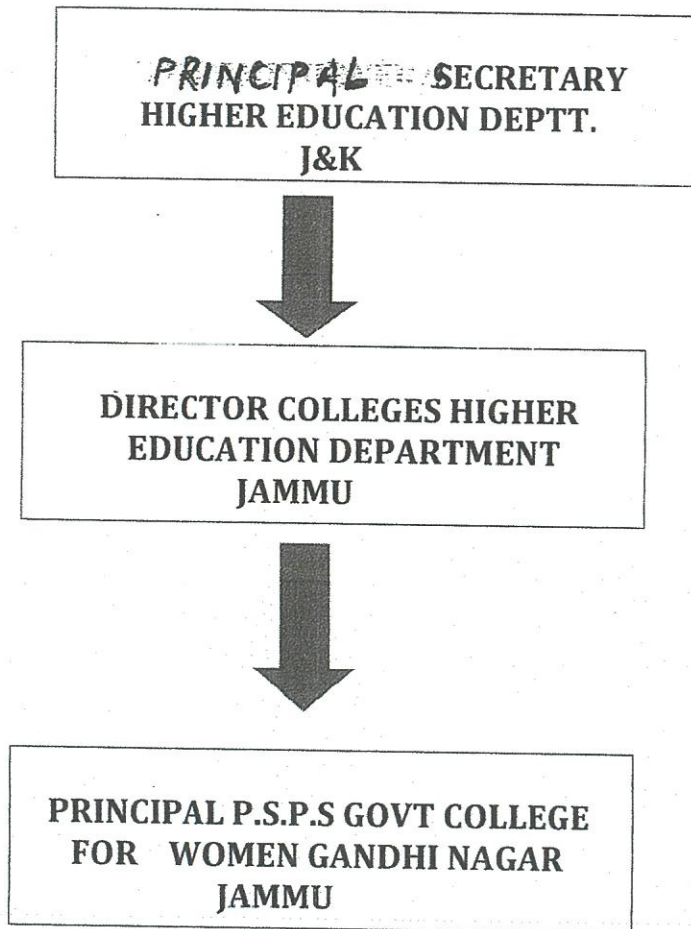 PRINCIPAL SECRETARY
HIGHER EDUCATION DEPTT.
J&K
DIRECTOR COLLEGES HIGHER
EDUCATION DEPARTMENT
JAMMU
PRINCIPAL P.S.P.S GOVT COLLEGE
FOR WOMEN GANDHI NAGAR
JAMMU